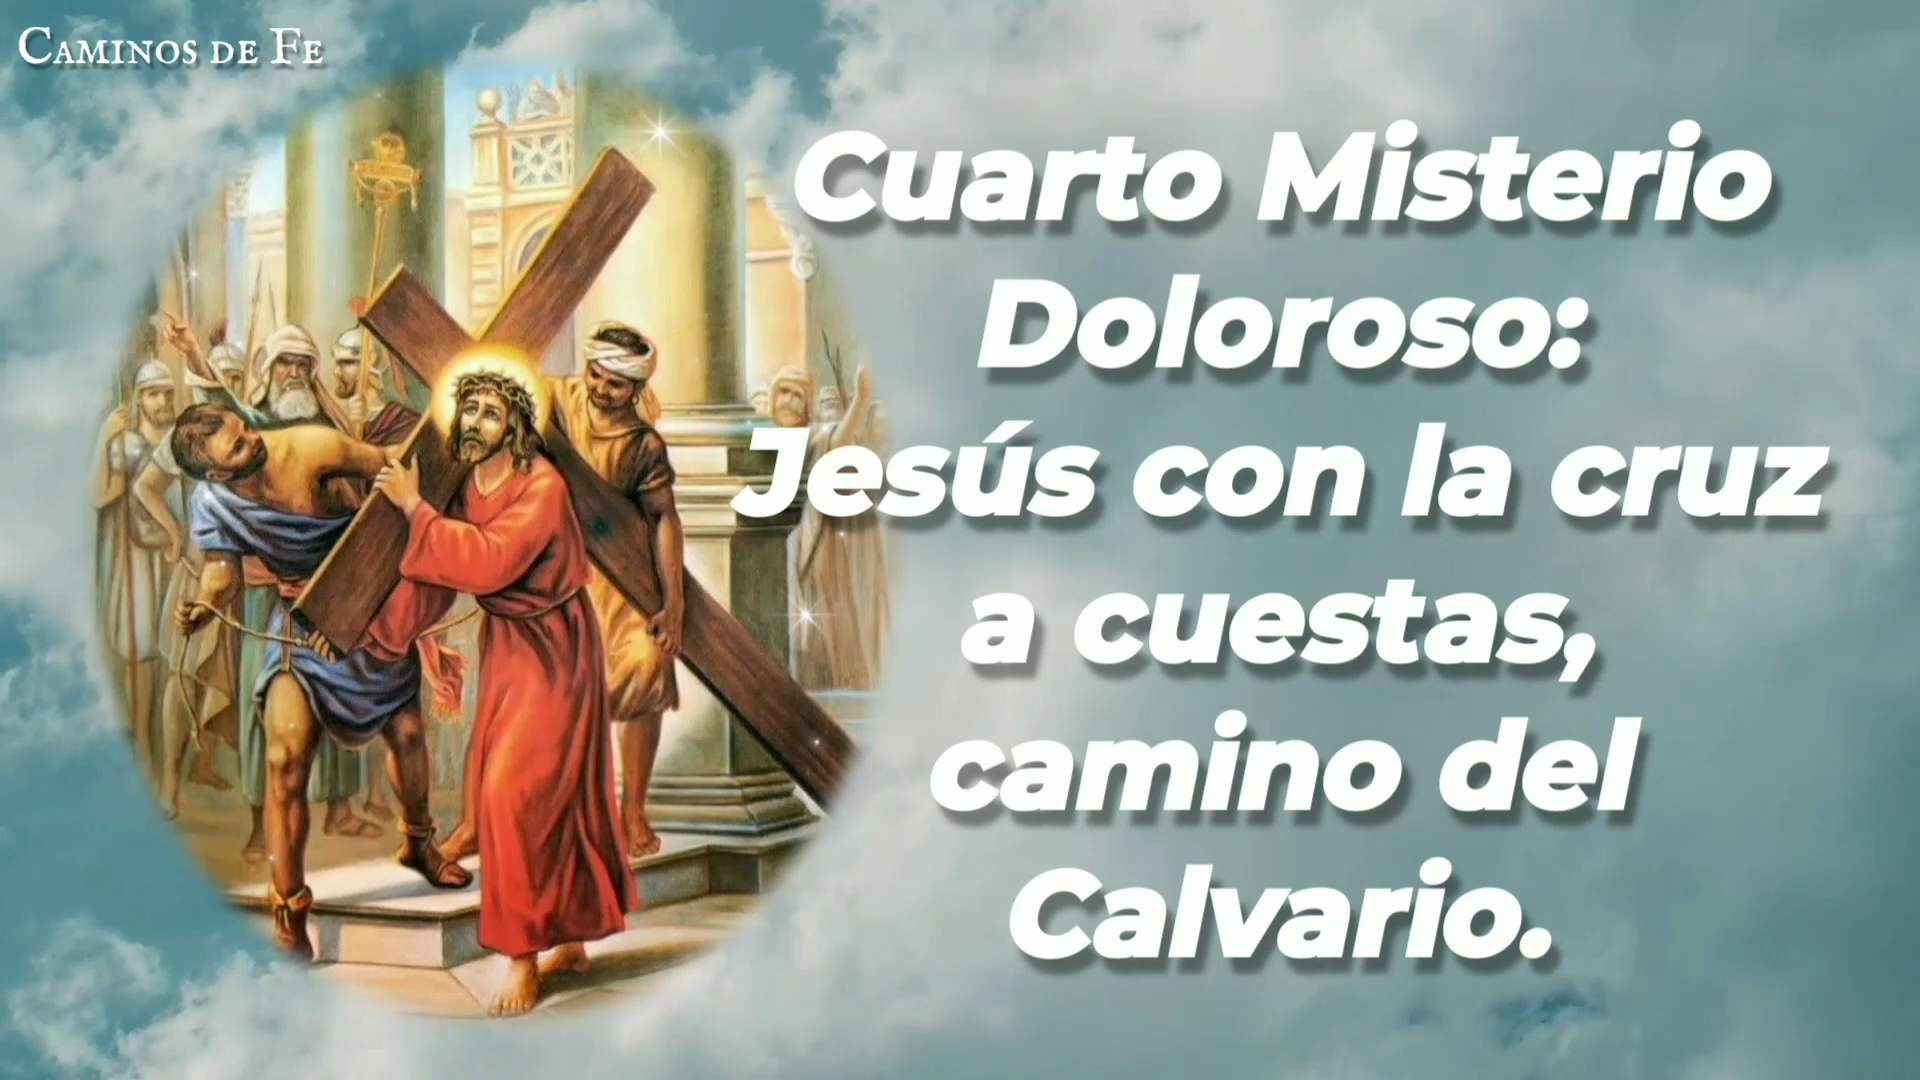 CAMINOS DE FE
Cuarto Misterio
Doloroso:
Jesús con la cruz
a cuestas,
camino del
Calvario.